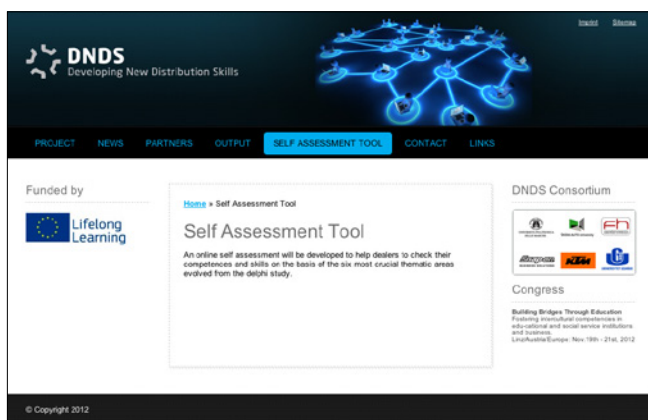 Imprint Sitemap
DNDS
Developing New Distribution Skills
PROJECT NEWS PARTNERS OUTPUT SELF ASSESSMENT TOOL CONTACT LINKS
Funded by
Lifelong
Learning
Home » Self Assessment Tool
Self Assessment Tool
An online self assessment will be developed to help dealers to check their
competences and skills on the basis of the six most crucial thematic areas
evolved from the delphi study.
DNDS Consortium
fh
Snap-on
KTM
Congress
Building Bridges Through Education
Fostering intercultural competencies in
edu-cational and social service institutions
and business.
Linz/Austria/Europe: Nov.19th - 21st, 2012
© Copyright 2012